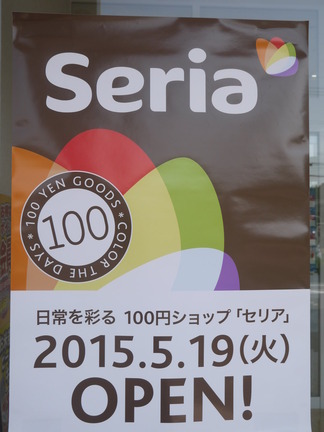 Seria
100 YEN GOODS * COLOR THE DAYS *
100
日常を彩る 100円ショップ「セリア」
2015.5.19(火)
OPEN!